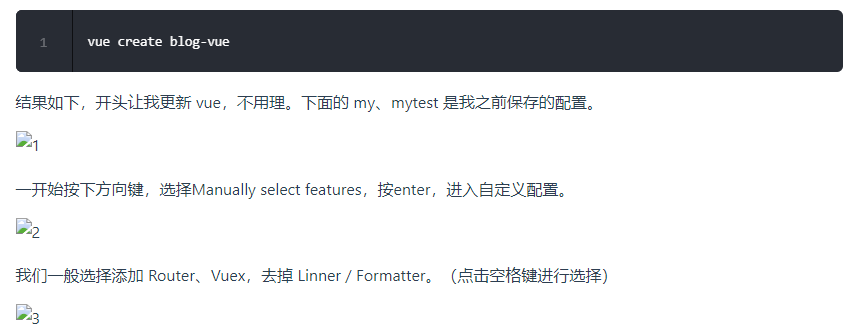 1 vue create blog-vue
结果如下，开头让我更新 vue，不用理。下面的 my、mytest 是我之前保存的配置。
1
一开始按下方向键，选择Manually select features，按enter，进入自定义配置。
2
我们一般选择添加 Router、Vuex，去掉 Linner / Formatter。（点击空格键进行选择）
3